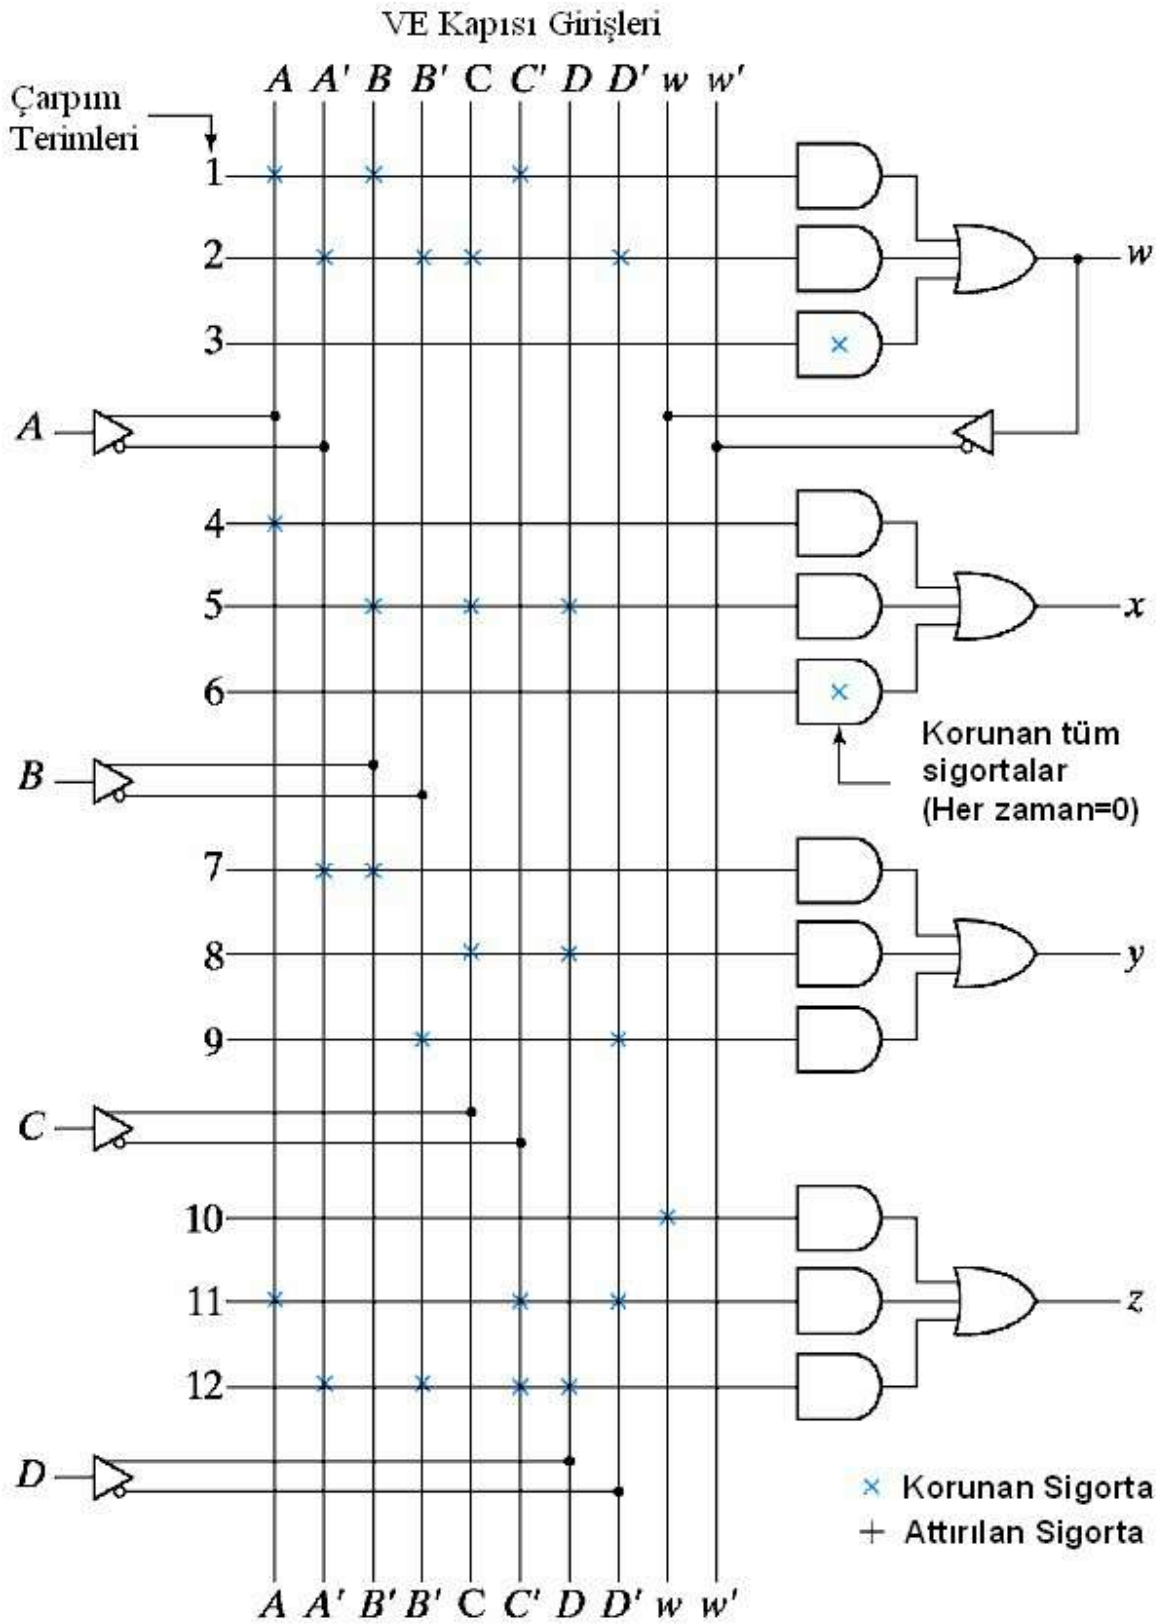 VE Kapısı Girişleri
A A' B B' C C' D D' w w'
Çarpım
Terimleri
1
2
w
3
A
4
5
x
6
Korunan tüm
sigortalar
(Her zaman=0)
B
7
8
y
9
C
10
11
z
12
D
× Korunan Sigorta
+ Attırılan Sigorta
A A' B' B' C C' D D' w w'